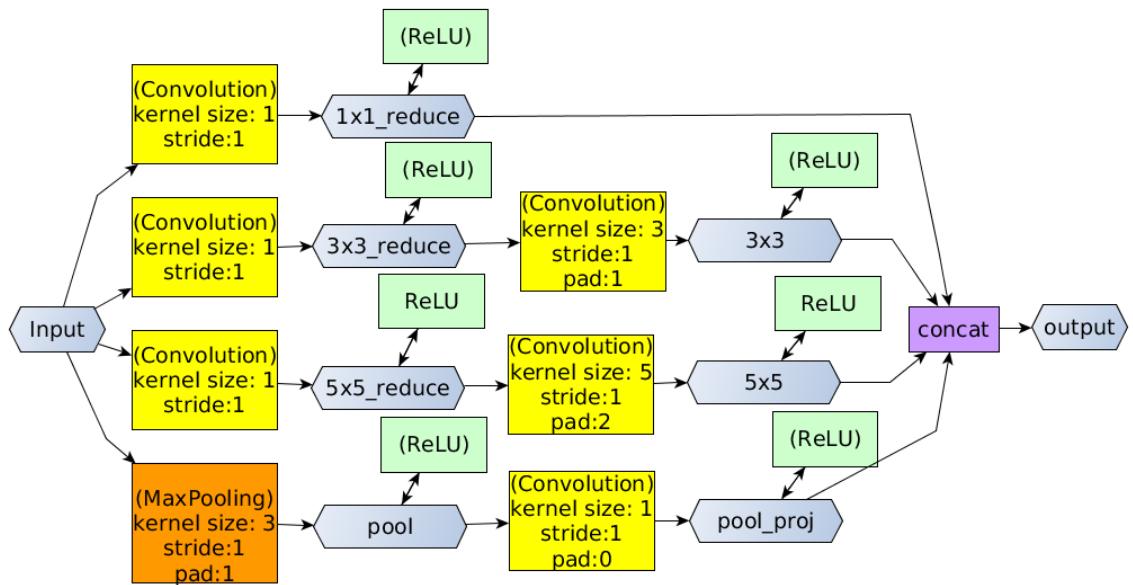 (ReLU)
(Convolution)
kernel size: 1
stride:1
1x1_reduce
(ReLU)
(ReLU)
(Convolution)
kernel size: 1
stride:1
3x3_reduce
(Convolution)
kernel size: 3
stride:1
pad:1
3x3
ReLU
ReLU
Input
concat
output
(Convolution)
kernel size: 1
stride:1
5x5_reduce
(Convolution)
kernel size: 5
stride:1
pad:2
5x5
(ReLU)
(ReLU)
(MaxPooling)
kernel size: 3
stride:1
pad:1
pool
(Convolution)
kernel size: 1
stride:1
pad:0
pool_proj